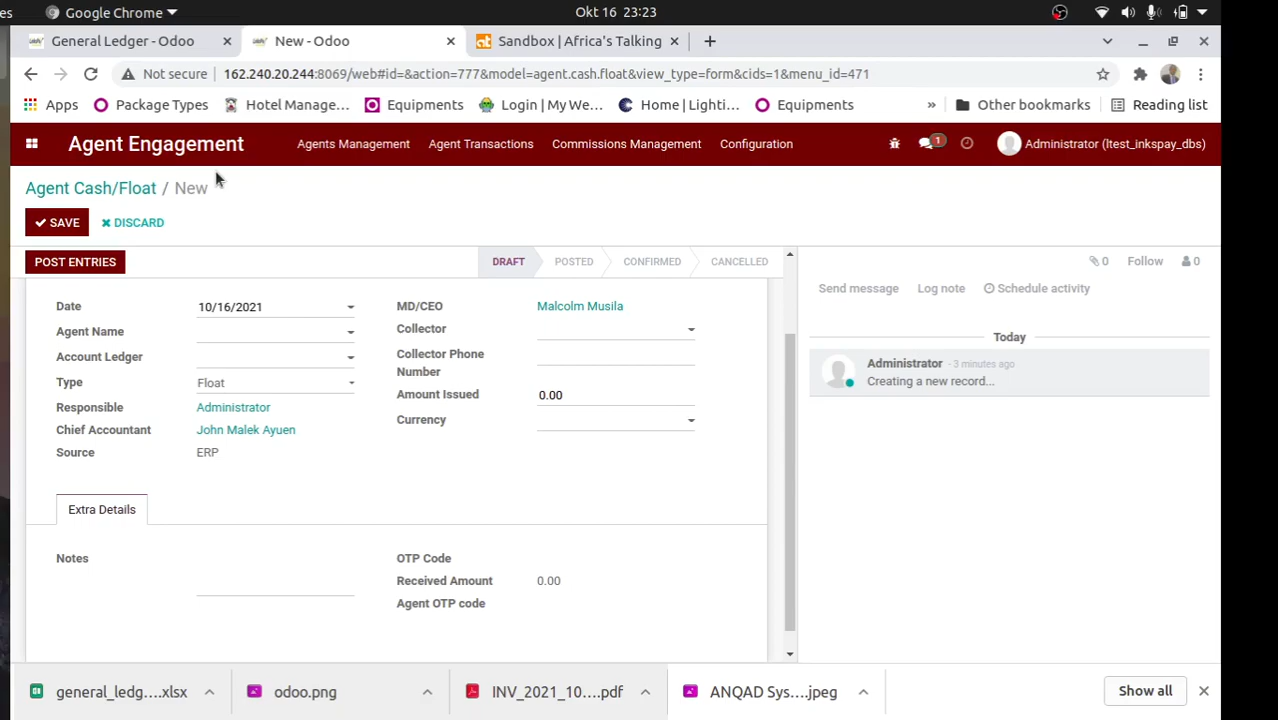 es Google Chrome Okt 16 23:23
General Ledger - Odoo New - Odoo Sandbox | Africa's Talking
Not secure 162.240.20.244:8069/web#id=&action=777&model=agent.cash.float&view_type=form&cids=1&menu_id=471
Apps Package Types Hotel Manage... Equipments Login | My We... Home | Lighti... Equipments » Other bookmarks Reading list
Agent Engagement Agents Management Agent Transactions Commissions Management Configuration 1 Administrator (ltest_inkspay_dbs)
Agent Cash/Float / New
SAVE DISCARD
POST ENTRIES DRAFT POSTED CONFIRMED CANCELLED 0 Follow 0
Send message Log note Schedule activity
Date 10/16/2021 MD/CEO Malcolm Musila
Agent Name Collector
Account Ledger Collector Phone Number
Type Float
Amount Issued 0.00
Responsible Administrator
Currency
Chief Accountant John Malek Ayuen
Source ERP
Today
Administrator - 3 minutes ago
Creating a new record...
Extra Details
Notes OTP Code
Received Amount 0.00
Agent OTP code
general_ledg....xlsx odoo.png INV_2021_10....pdf ANQAD Sys....jpeg Show all